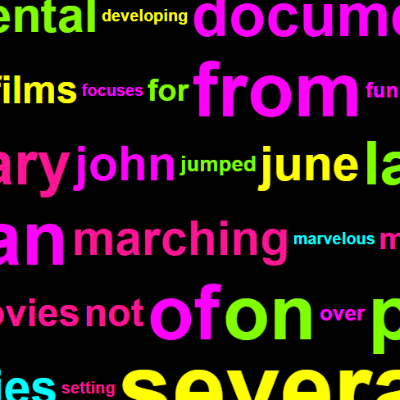 ental developing docume
films focuses for from fun
ary john jumped june la
an marching marvelous m
ovies not of on over p
ies setting severa